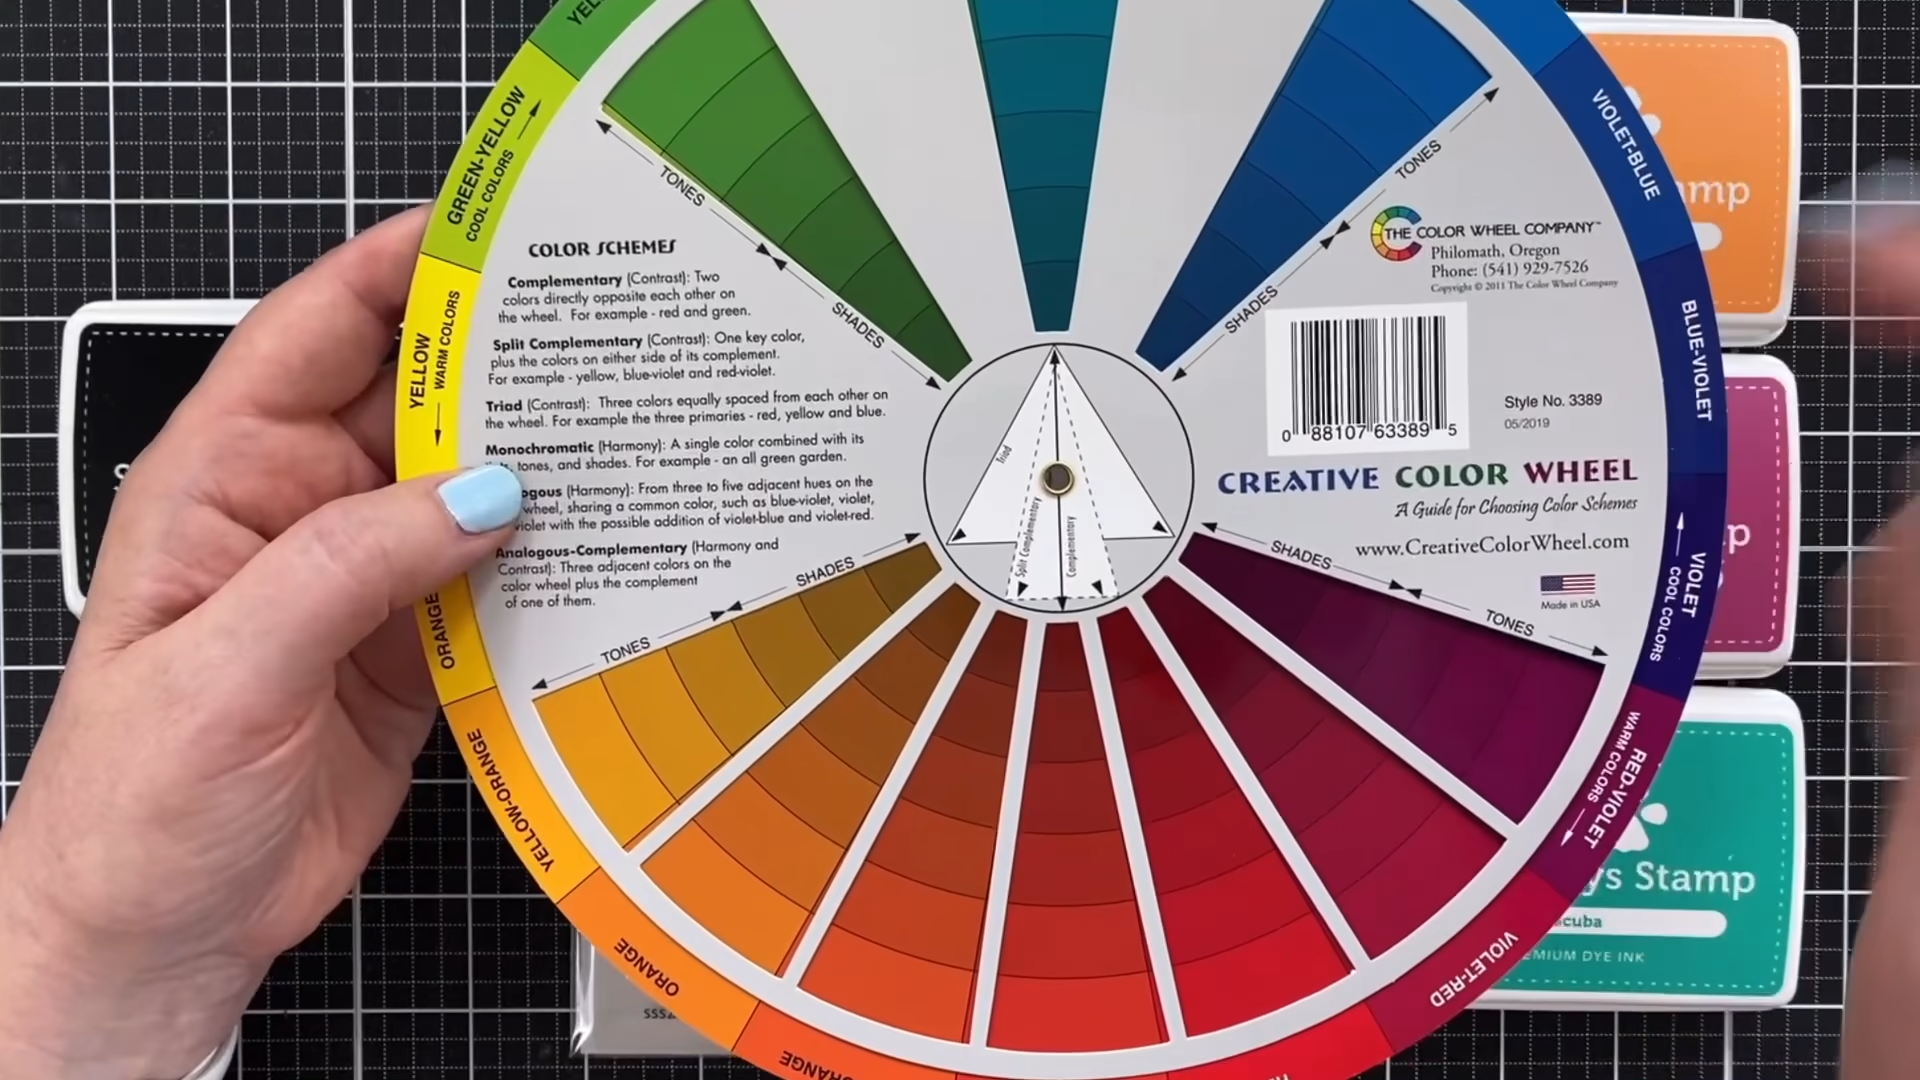 GREEN-YELLOW
COOL COLORS
YELLOW
WARM COLORS
ORANGE
YELLOW-ORANGE
ORANGE
VIOLET-BLUE
BLUE-VIOLET
VIOLET
COOL COLORS
RED-VIOLET
WARM COLORS
VIOLET-RED
TONES
SHADES
TONES
SHADES
COLOR SCHEMES
Complementary (Contrast): Two
colors directly opposite each other on
the wheel. For example - red and green.
Split Complementary (Contrast): One key color,
plus the colors on either side of its complement.
For example - yellow, blue-violet and red-violet.
Triad (Contrast): Three colors equally spaced from each other on
the wheel. For example the three primaries - red, yellow and blue.
Monochromatic (Harmony): A single color combined with its
tones, and shades. For example - an all green garden.
ogous (Harmony): From three to five adjacent hues on the
wheel, sharing a common color, such as blue-violet, violet,
violet with the possible addition of violet-blue and violet-red.
Analogous-Complementary (Harmony and
Contrast): Three adjacent colors on the
color wheel plus the complement
of one of them.
TONES
SHADES
Triad
Split Complementary
Complementary
THE COLOR WHEEL COMPANY™
Philomath, Oregon
Phone: (541) 929-7526
Copyright © 2011 The Color Wheel Company
0 88107 63389 5
Style No. 3389
05/2019
CREATIVE COLOR WHEEL
A Guide for Choosing Color Schemes
www.CreativeColorWheel.com
Made in USA
SHADES
TONES
amp
p
ys Stamp
scuba
EMIUM DYE INK